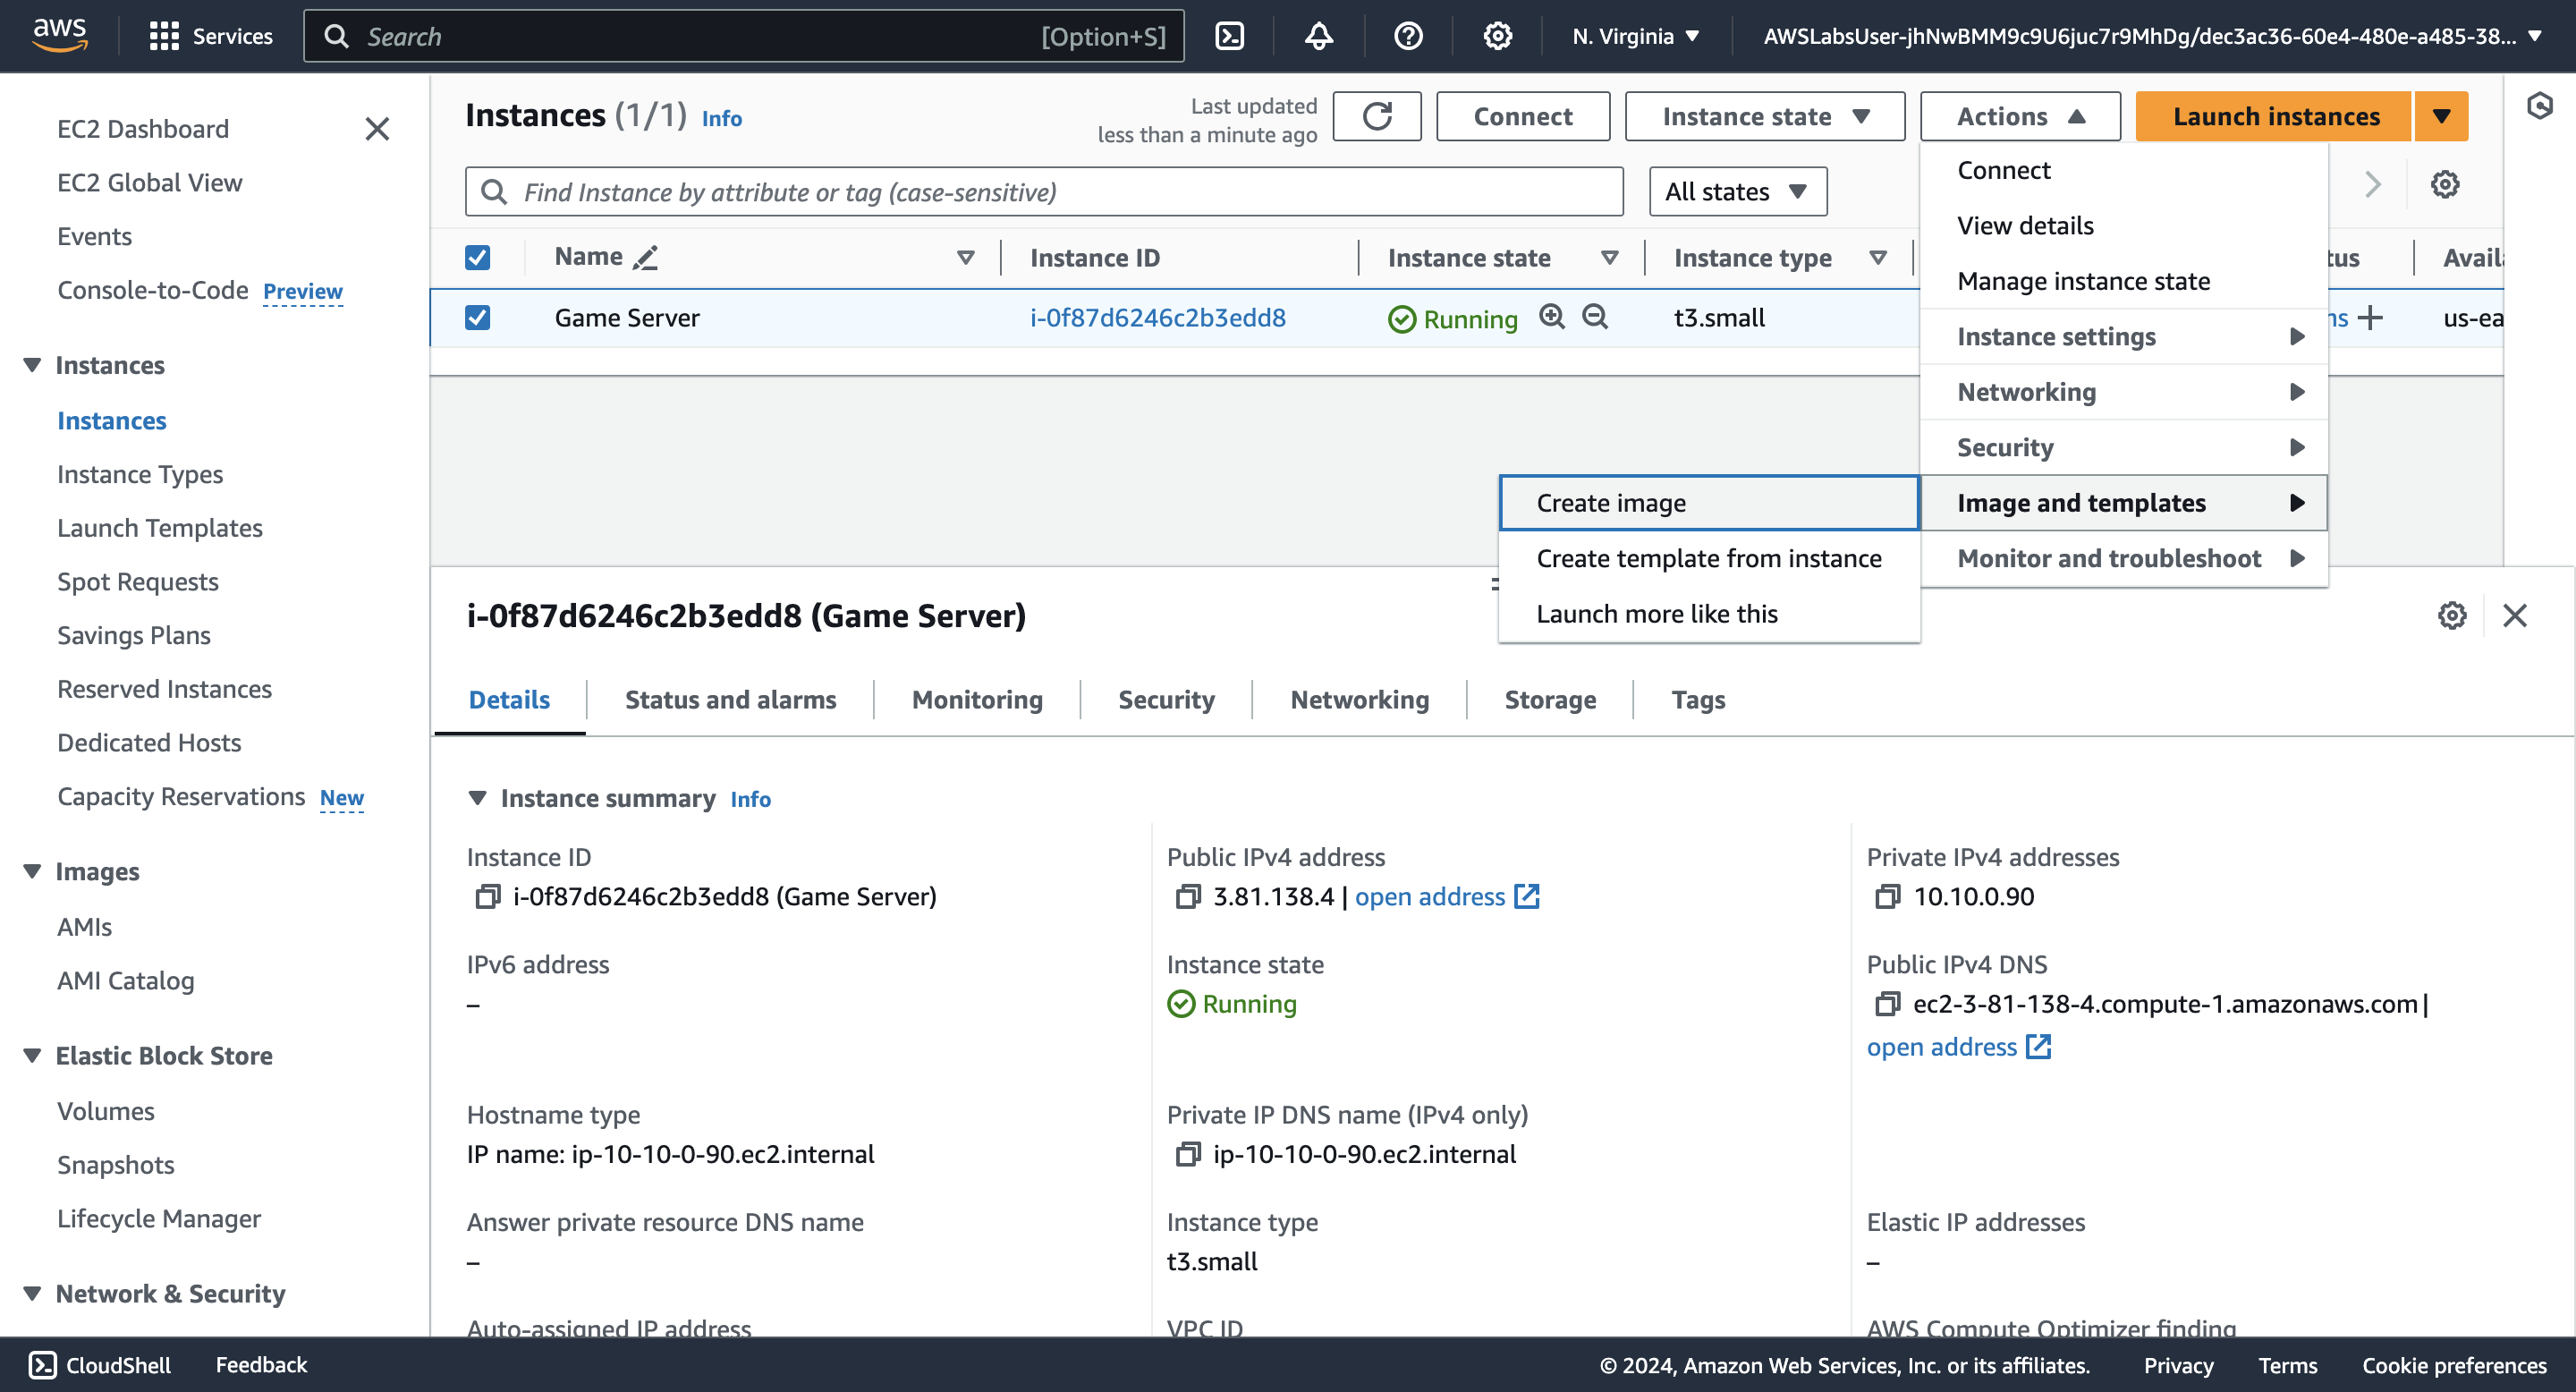 aws
Services
Search
[Option+S]
N. Virginia
AWSLabsUser-jhNwBMM9c9U6juc7r9MhDg/dec3ac36-60e4-480e-a485-38...
EC2 Dashboard
EC2 Global View
Events
Console-to-Code Preview
Instances
Instances
Instance Types
Launch Templates
Spot Requests
Savings Plans
Reserved Instances
Dedicated Hosts
Capacity Reservations New
Images
AMIs
AMI Catalog
Elastic Block Store
Volumes
Snapshots
Lifecycle Manager
Network & Security
Instances (1/1) Info
Last updated
less than a minute ago
Connect
Instance state
Actions
Launch instances
Find Instance by attribute or tag (case-sensitive)
All states
Name
Instance ID
Instance state
Instance type
tus
Avail
Game Server
i-0f87d6246c2b3edd8
Running
t3.small
ns
us-ea
Connect
View details
Manage instance state
Instance settings
Networking
Security
Image and templates
Monitor and troubleshoot
Create image
Create template from instance
Launch more like this
i-0f87d6246c2b3edd8 (Game Server)
Details
Status and alarms
Monitoring
Security
Networking
Storage
Tags
Instance summary Info
Instance ID
i-0f87d6246c2b3edd8 (Game Server)
Public IPv4 address
3.81.138.4 | open address
Private IPv4 addresses
10.10.0.90
IPv6 address
–
Instance state
Running
Public IPv4 DNS
ec2-3-81-138-4.compute-1.amazonaws.com |
open address
Hostname type
IP name: ip-10-10-0-90.ec2.internal
Private IP DNS name (IPv4 only)
ip-10-10-0-90.ec2.internal
Answer private resource DNS name
–
Instance type
t3.small
Elastic IP addresses
–
Auto-assigned IP address
VPC ID
AWS Compute Optimizer finding
CloudShell
Feedback
© 2024, Amazon Web Services, Inc. or its affiliates.
Privacy
Terms
Cookie preferences